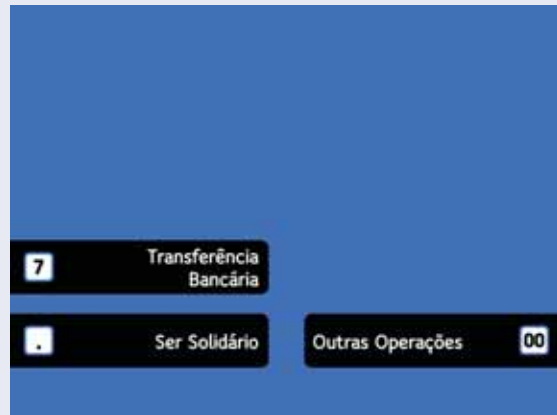 7 Transferência
Bancária
. Ser Solidário
Outras Operações 00